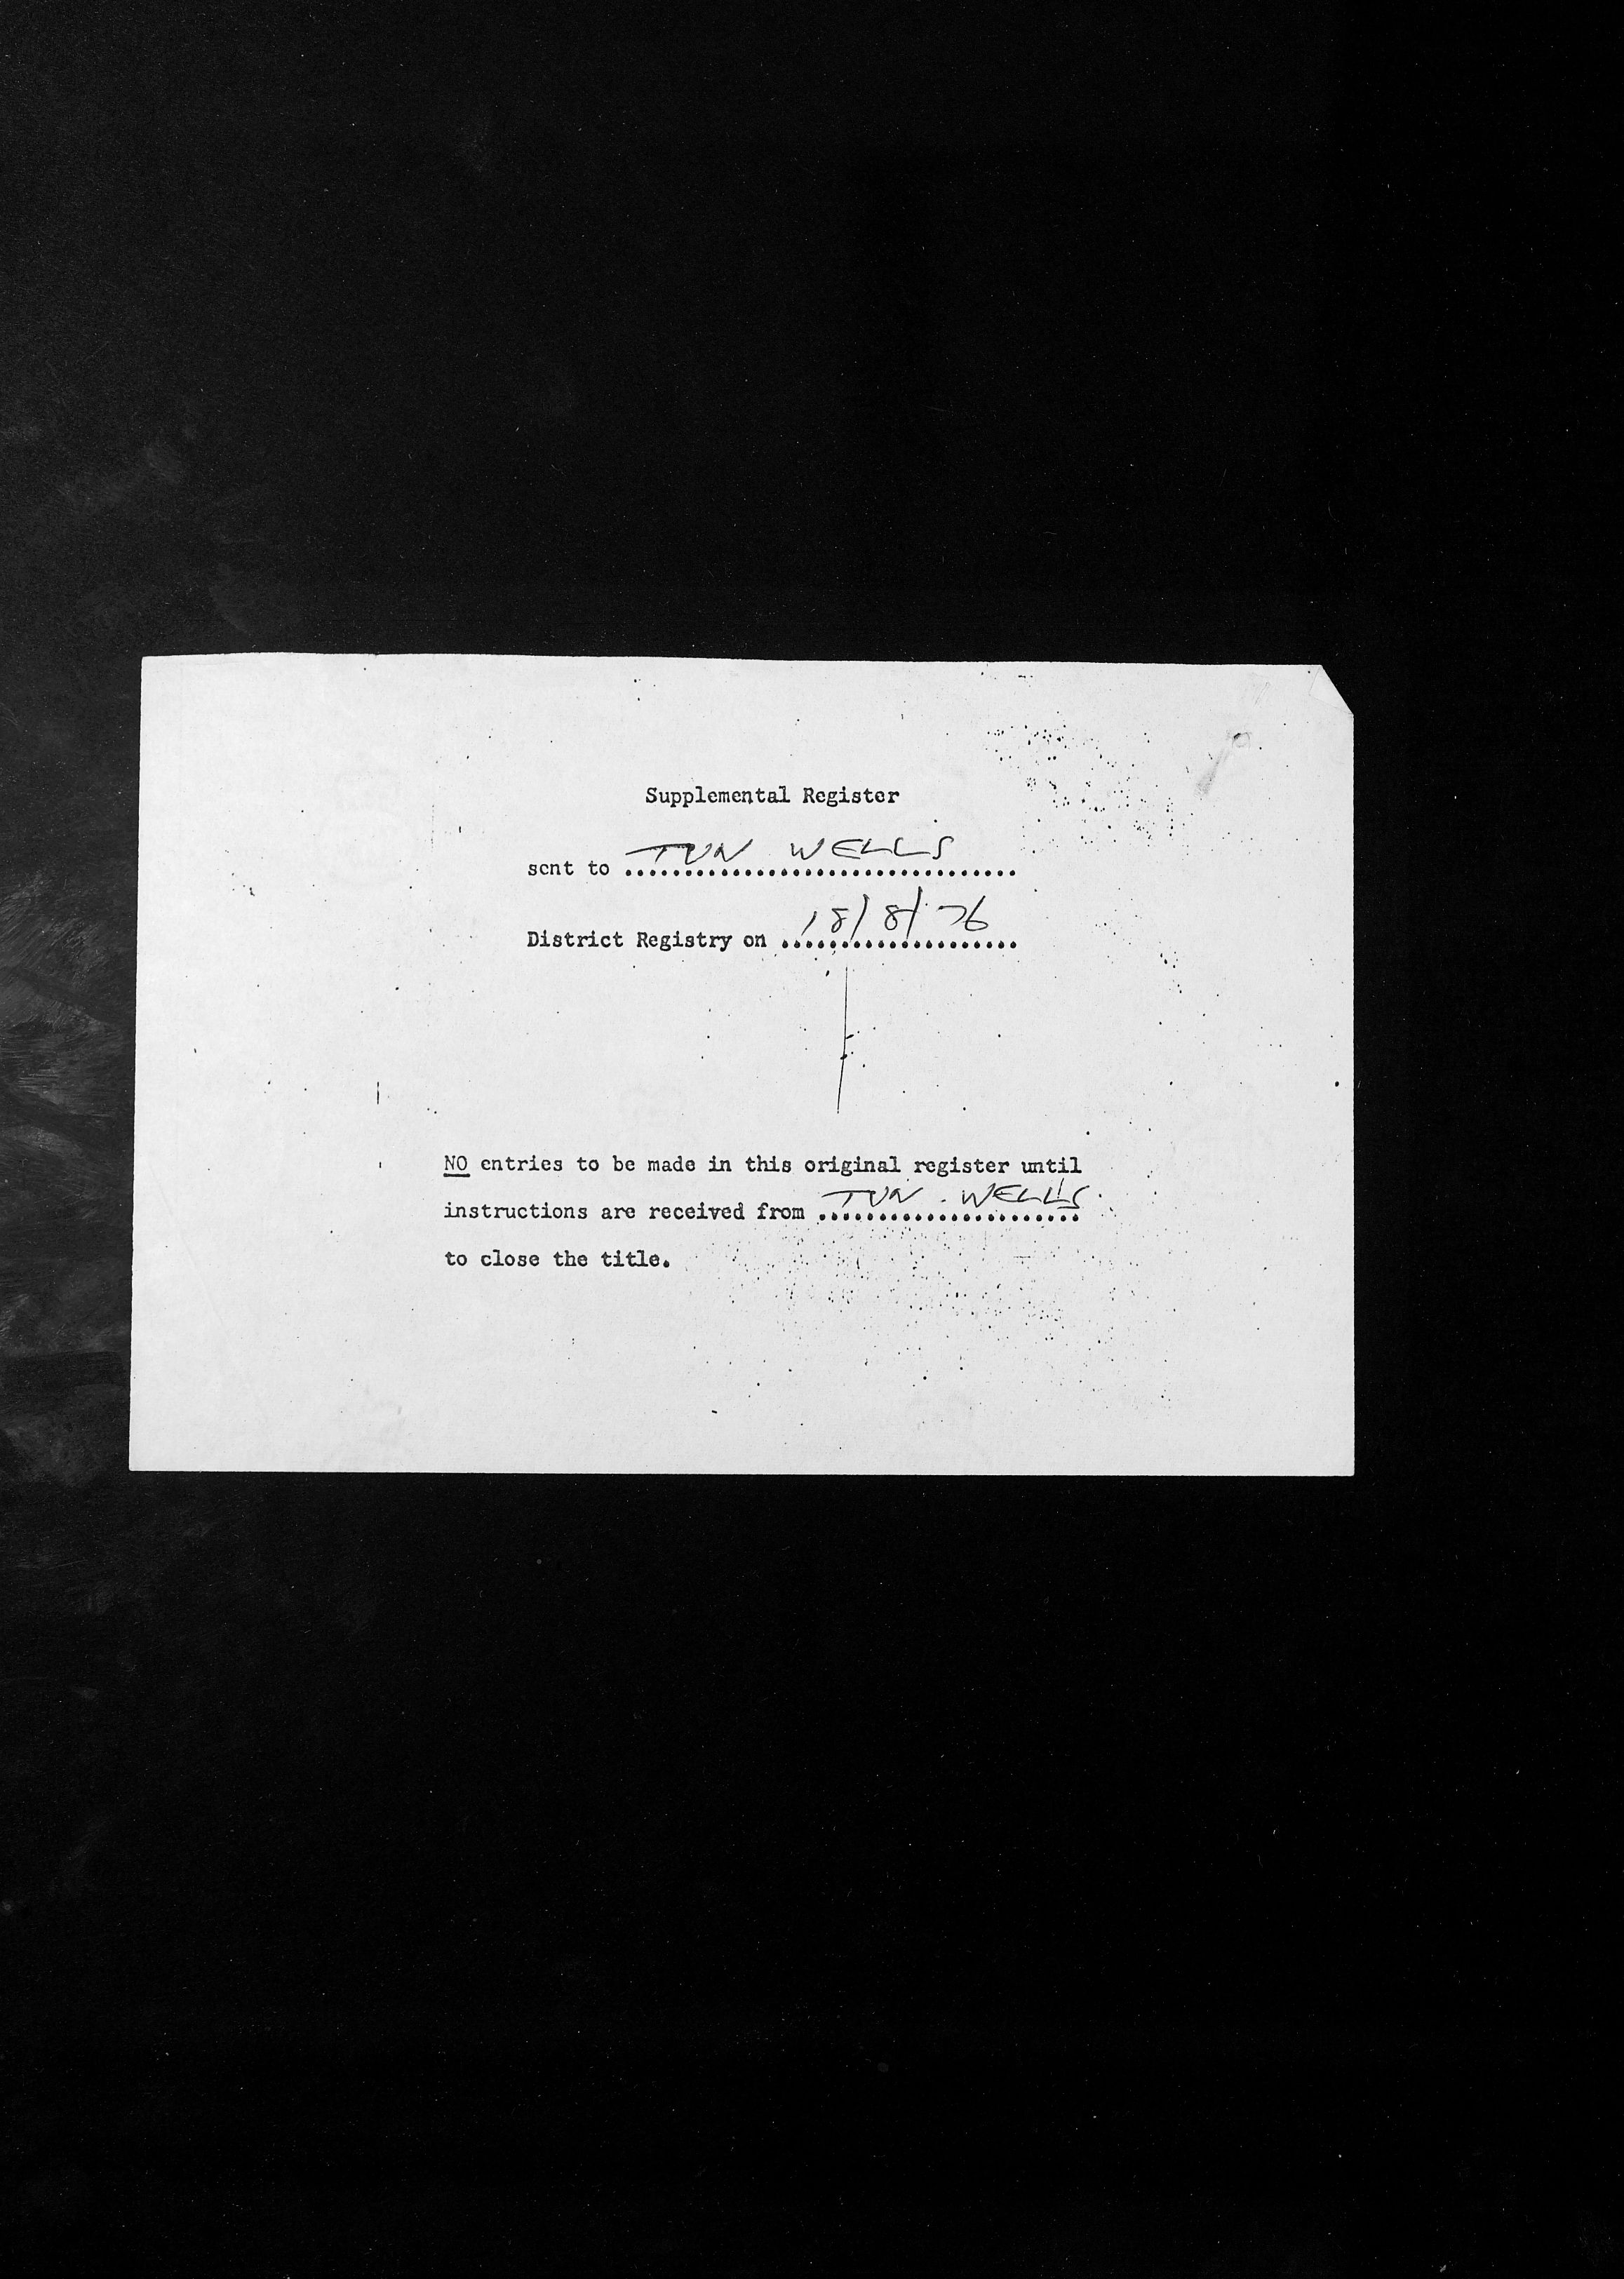 Supplemental Register
sent to TUN WELLS
District Registry on 18/8/76
NO entries to be made in this original register until
instructions are received from TUN. WELLS.
to close the title.